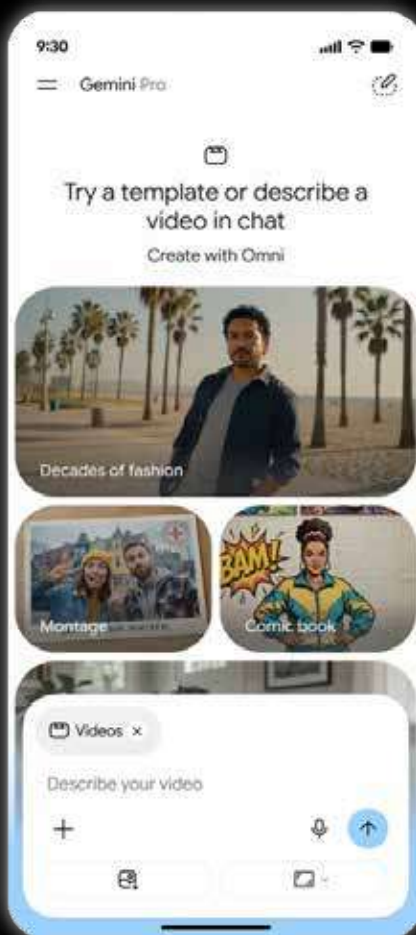 9:30
Gemini Pro
Try a template or describe a
video in chat
Create with Omni
Decades of fashion
BAM!
Montage
Comic book
Videos ×
Describe your video